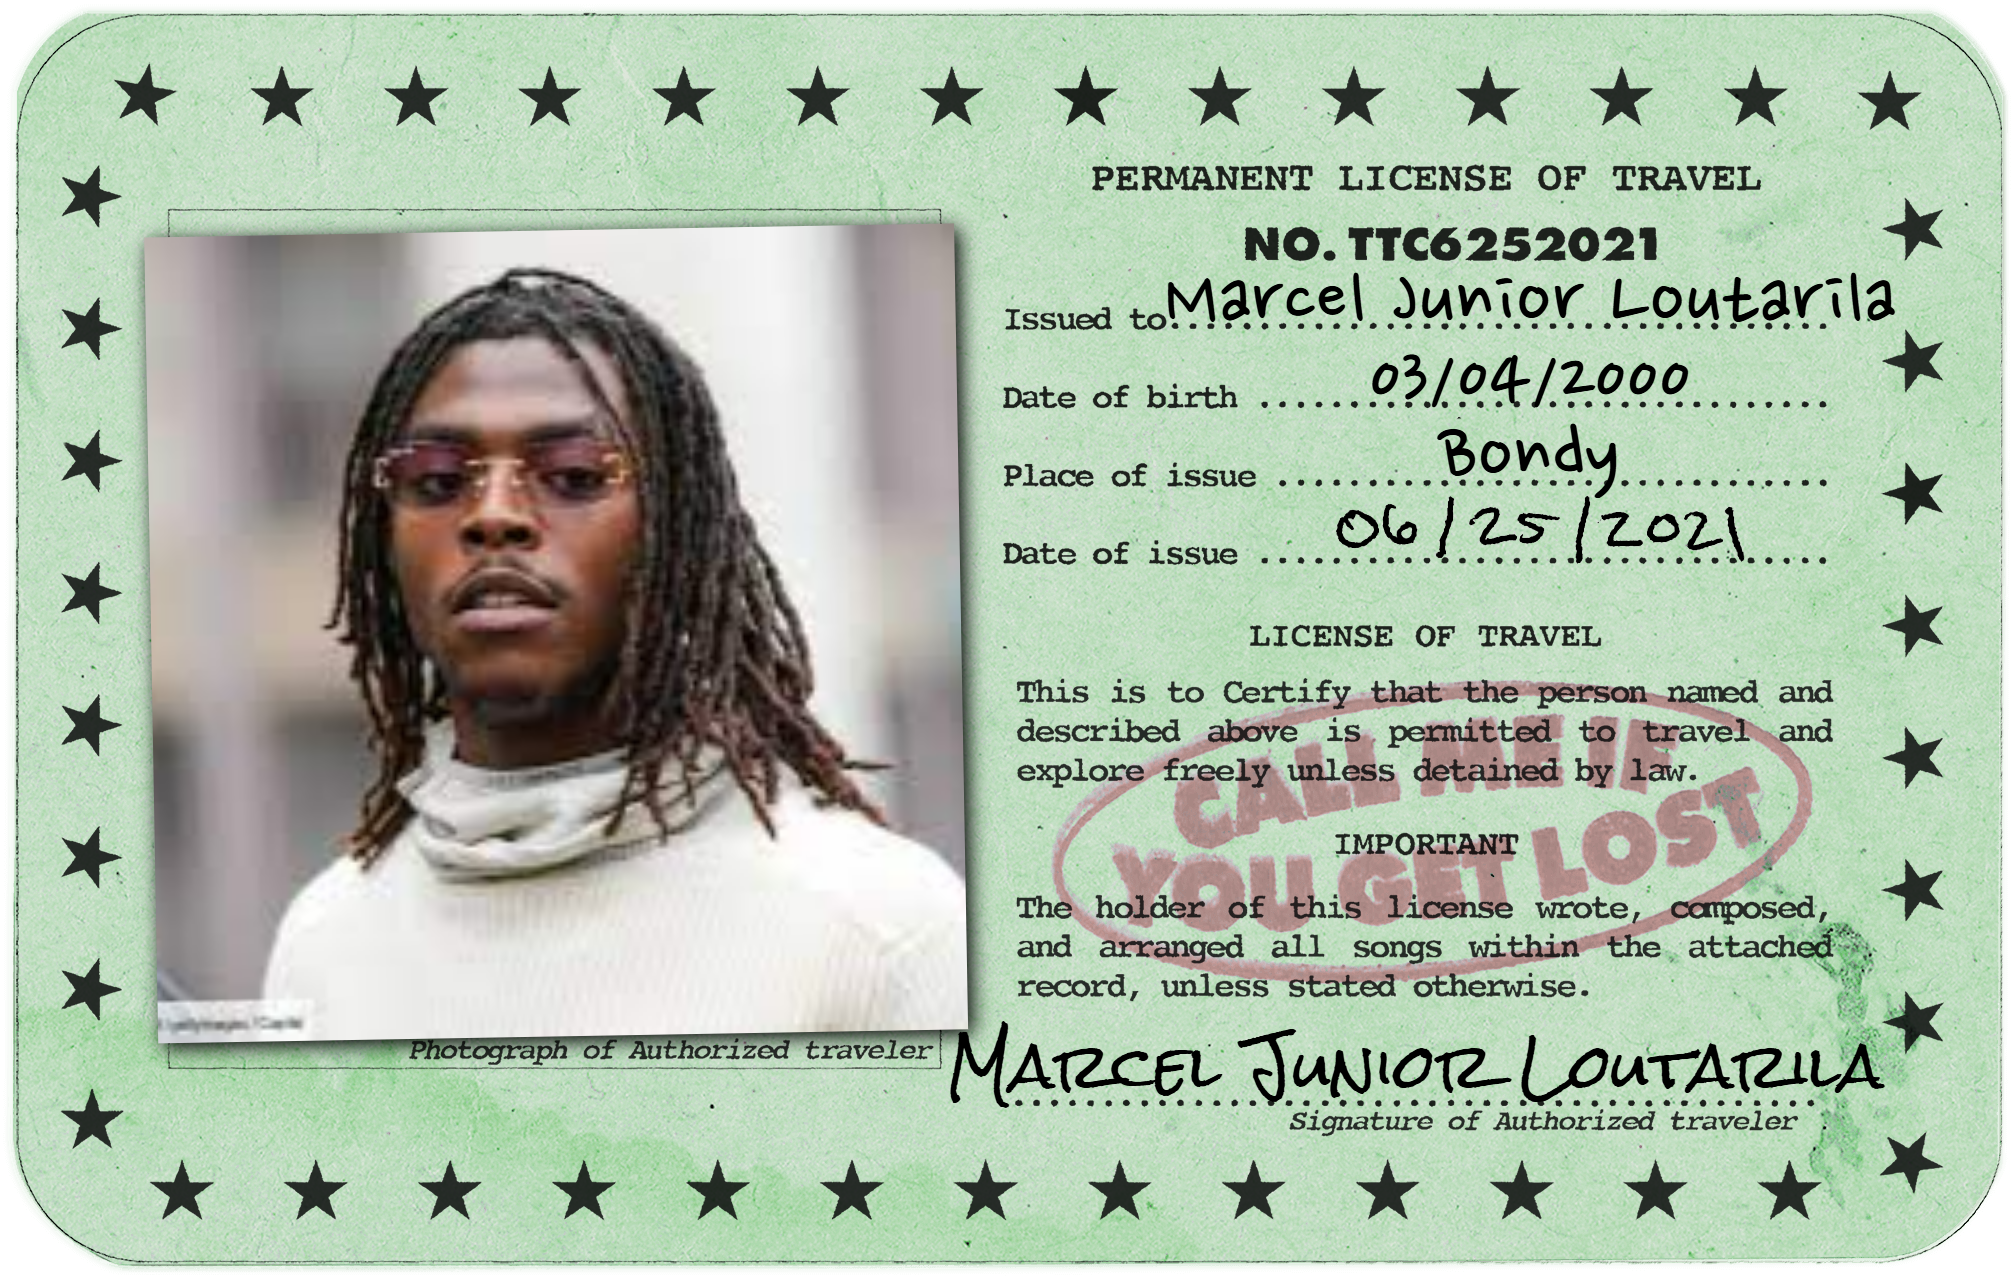 PERMANENT LICENSE OF TRAVEL
NO. TTC6252021
Issued to Marcel Junior Loutarila
Date of birth 03/04/2000
Place of issue Bondy
Date of issue 06/25/2021
LICENSE OF TRAVEL
This is to Certify that the person named and
described above is permitted to travel and
explore freely unless detained by law.
CALL ME IF
YOU GET LOST
IMPORTANT
The holder of this license wrote, composed,
and arranged all songs within the attached
record, unless stated otherwise.
Photograph of Authorized traveler
MARCEL JUNIOR LOUTARILA
Signature of Authorized traveler